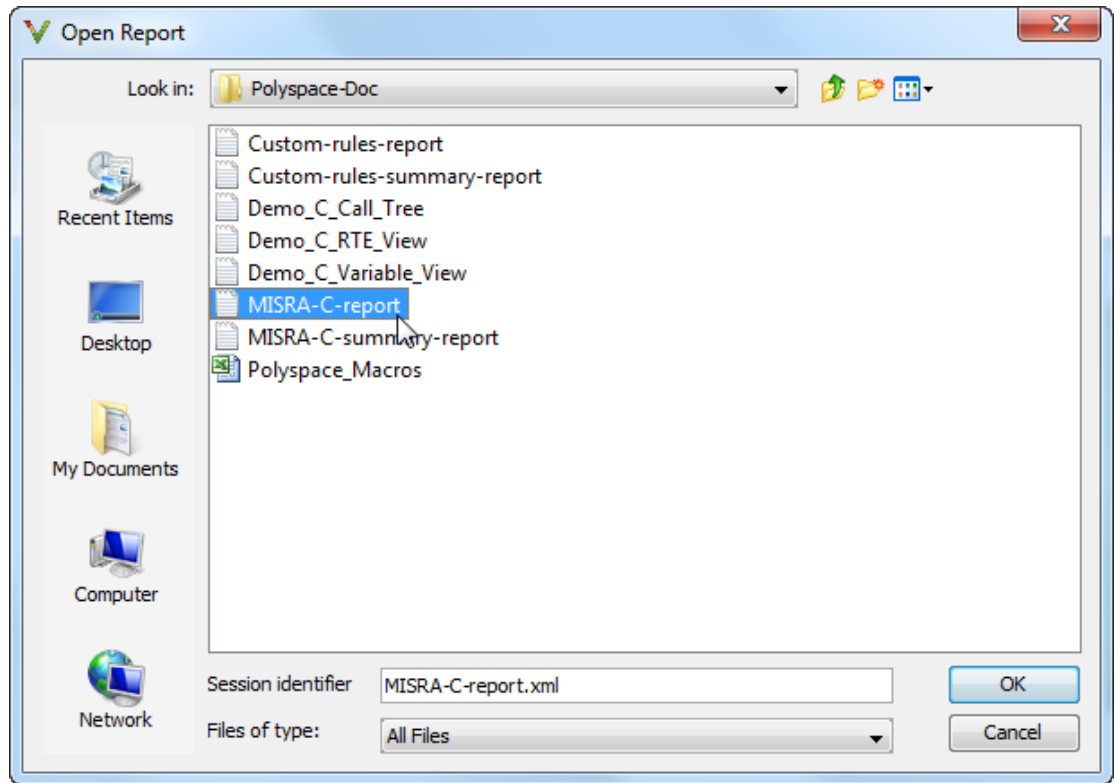 Open Report
Look in: Polyspace-Doc
Custom-rules-report
Custom-rules-summary-report
Demo_C_Call_Tree
Demo_C_RTE_View
Demo_C_Variable_View
MISRA-C-report
MISRA-C-summary-report
Polyspace_Macros
Recent Items
Desktop
My Documents
Computer
Network
Session identifier MISRA-C-report.xml OK
Files of type: All Files Cancel